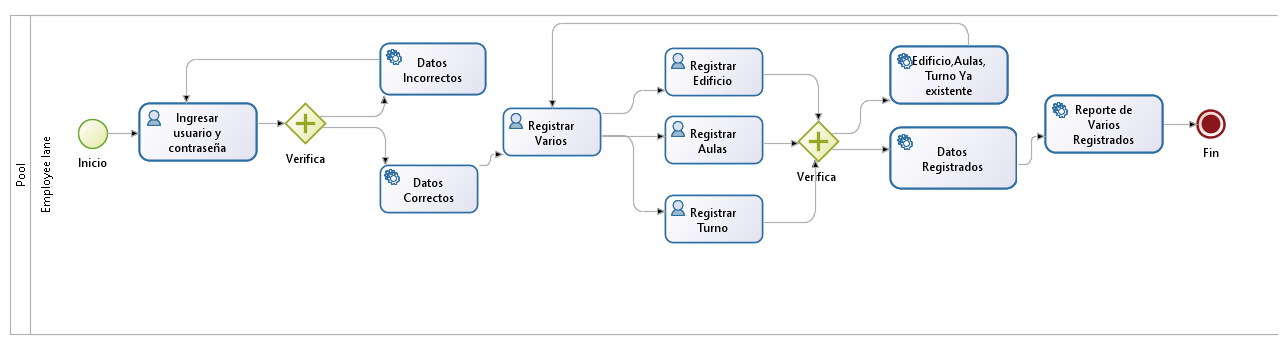 Pool
Employee lane
Inicio
Ingresar
usuario y
contraseña
Verifica
Datos
Incorrectos
Datos
Correctos
Registrar
Varios
Registrar
Edificio
Registrar
Aulas
Registrar
Turno
Verifica
Edificio,Aulas,
Turno Ya
existente
Datos
Registrados
Reporte de
Varios
Registrados
Fin